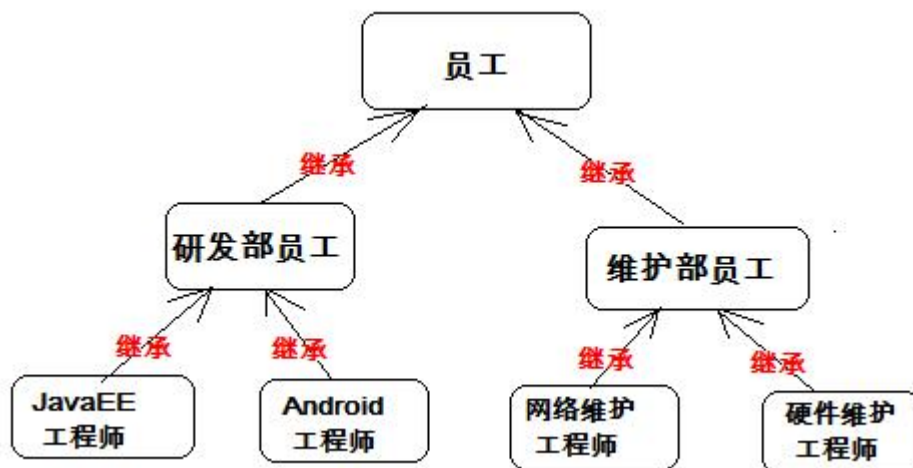 员工
继承
继承
研发部员工
维护部员工
继承
继承
继承
继承
JavaEE
工程师
Android
工程师
网络维护
工程师
硬件维护
工程师